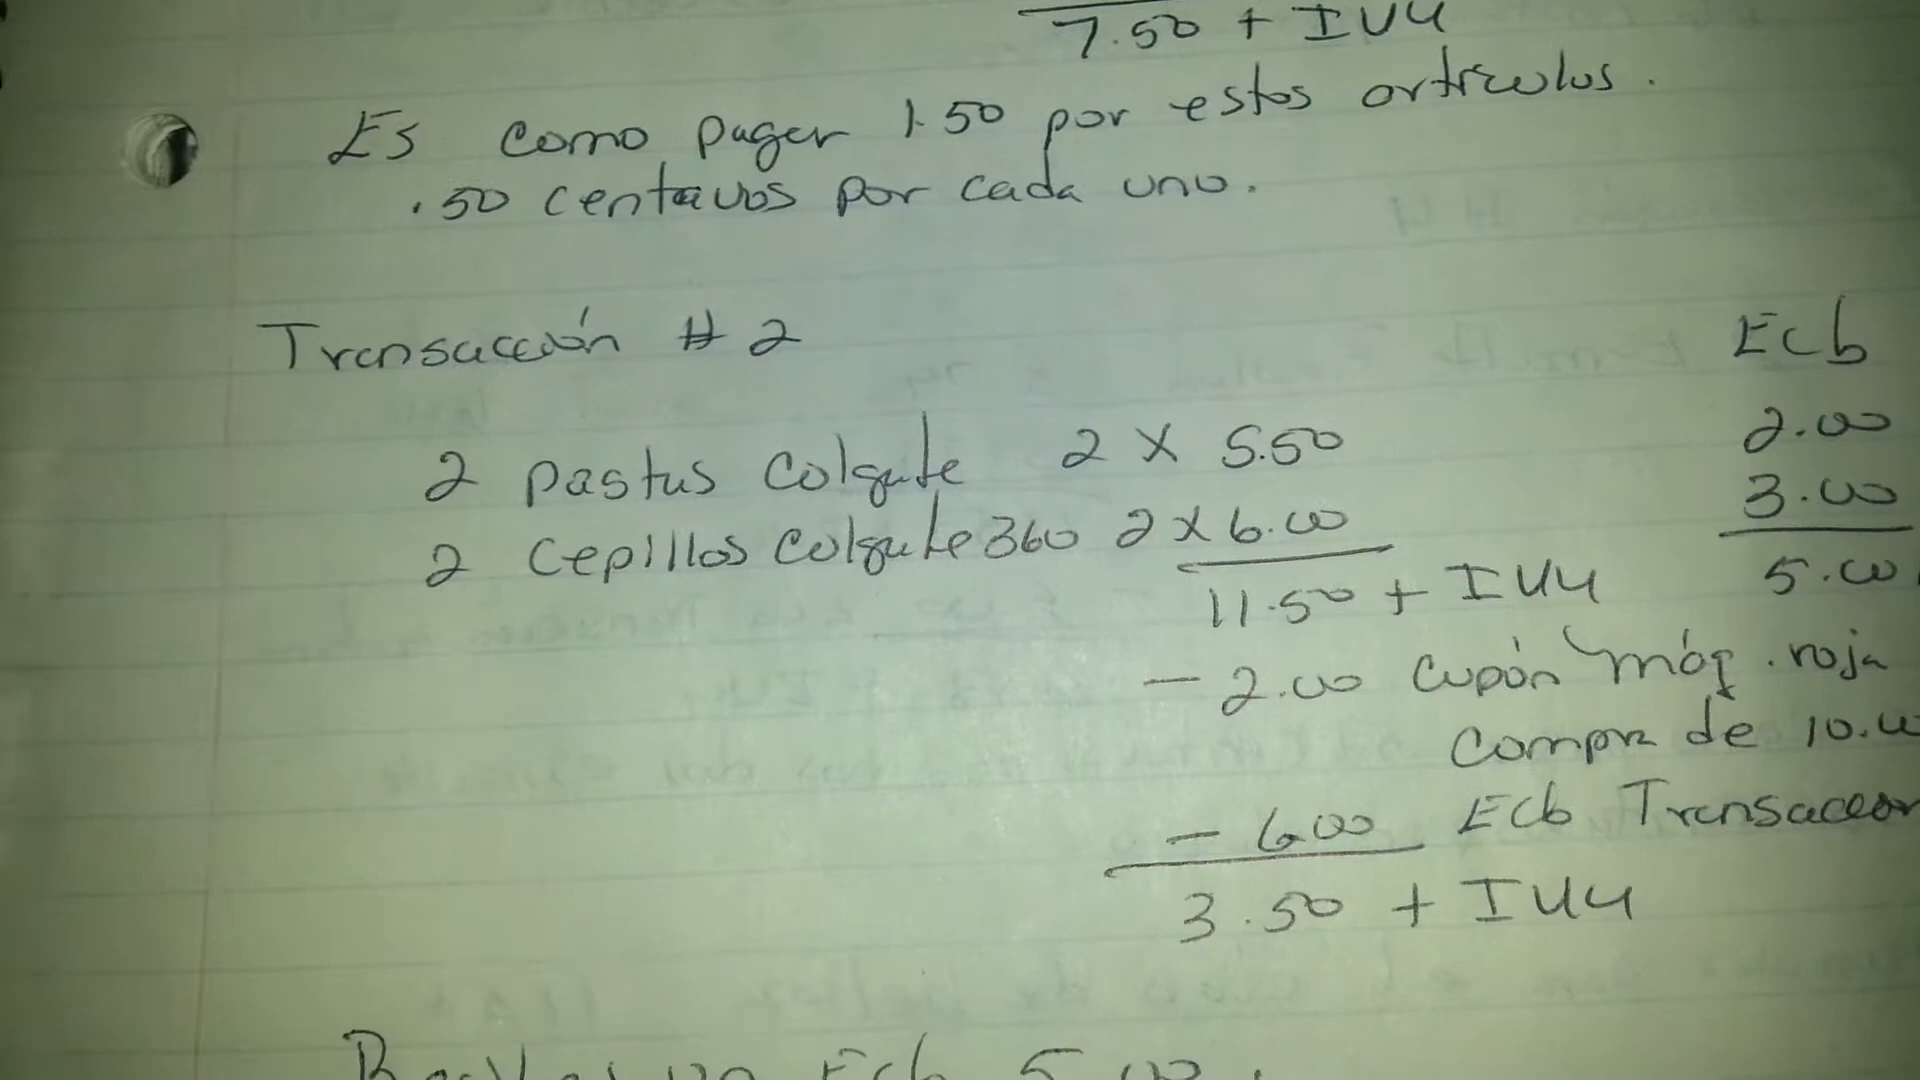 7.50 + IVU
Es como pagar 1.50 por estos artículos.
.50 centavos por cada uno.
Transacción # 2
Ecb
2 pastas Colgate 2 X 5.50 2.00
2 Cepillos Colgate 360 2 x 6.00 3.00
11.50 + IVU 5.00
- 2.00 Cupón máq. roja
Compra de 10.00
- 6.00 Ecb Transacción
3.50 + IVU
Ecb 5.00